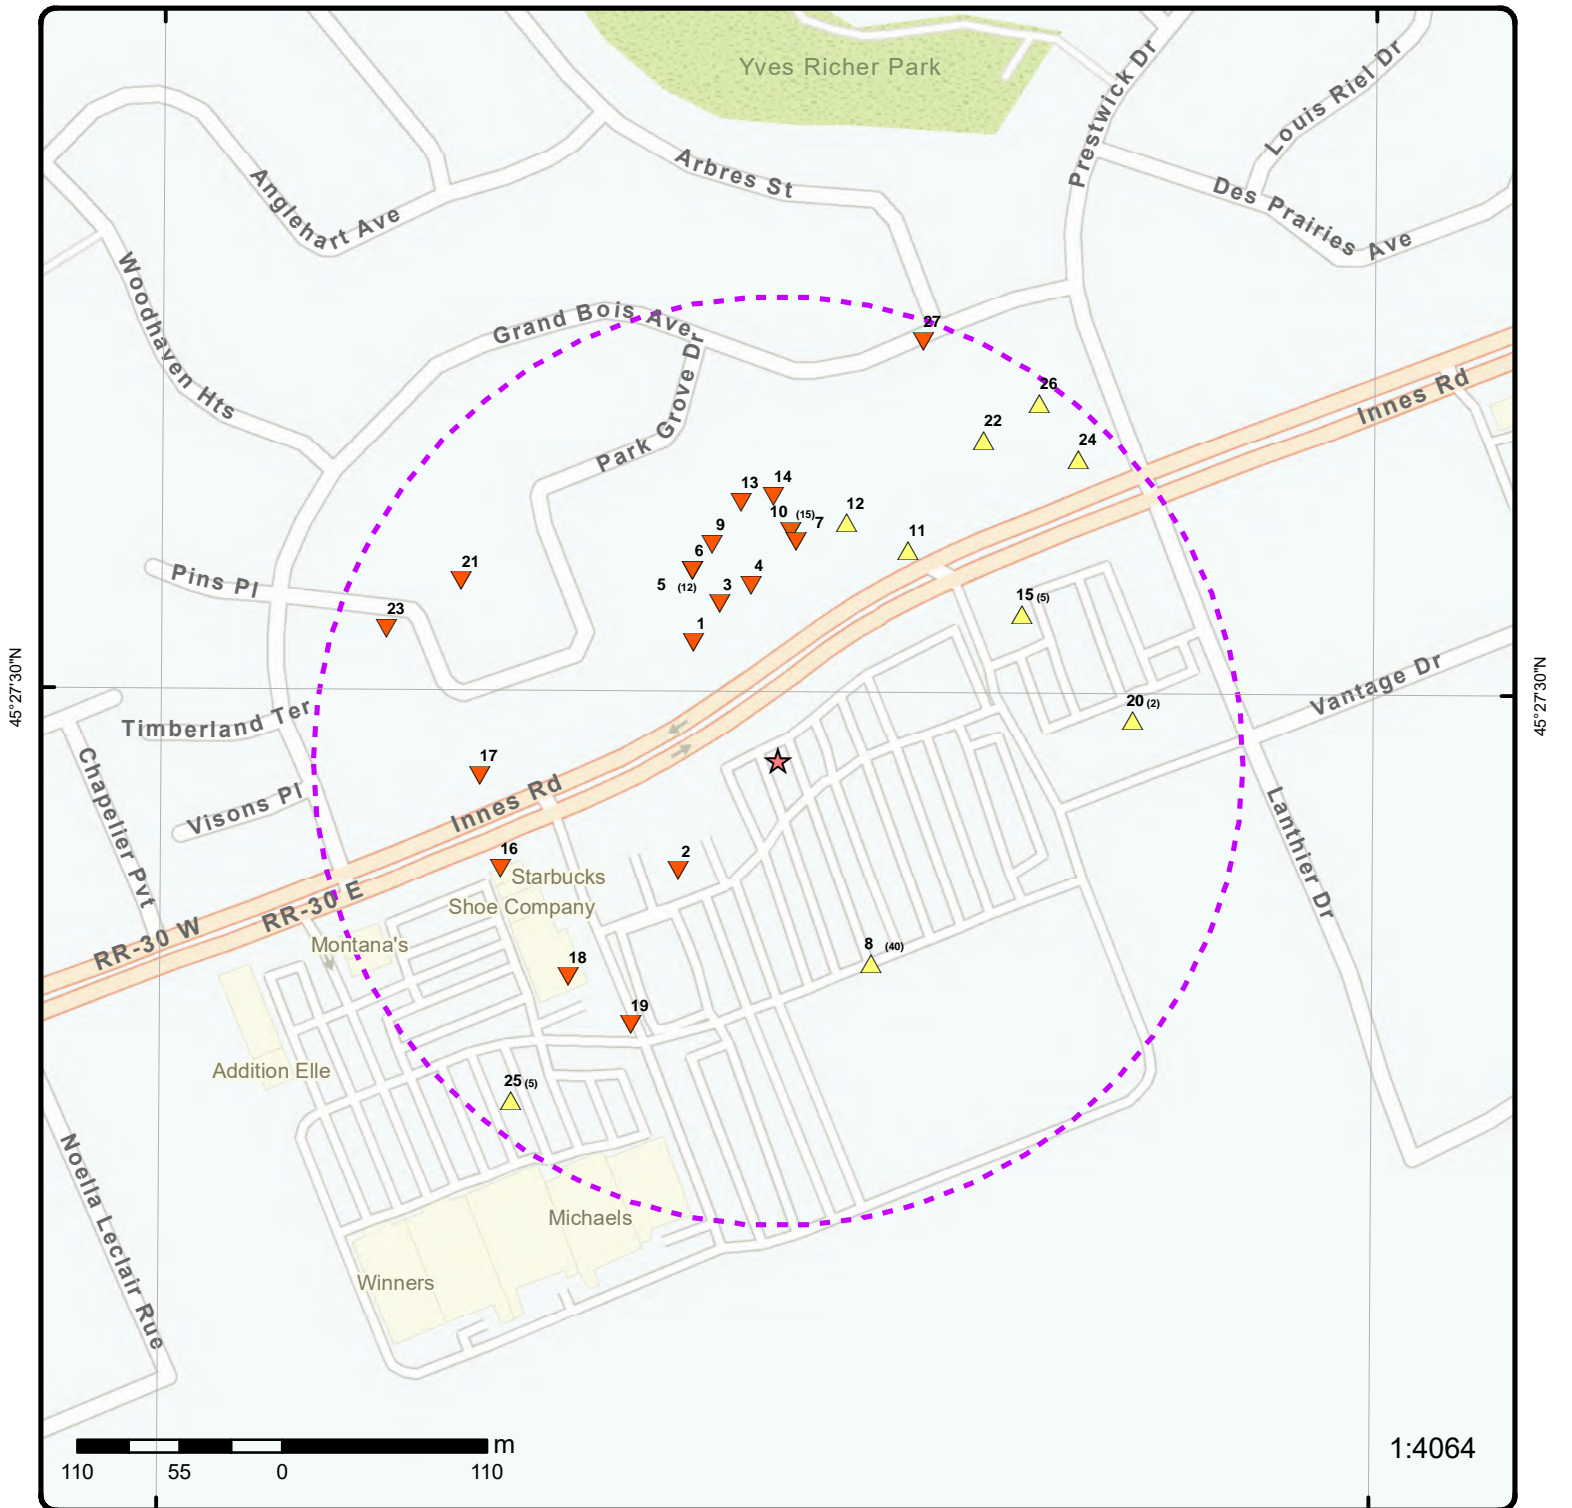 Yves Richer Park
Prestwick Dr
Louis Riel Dr
Arbres St
Des Prairies Ave
Anglehart Ave
Woodhaven Hts
Grand Bois Ave
27
Park Grove Dr
26
22
24
Innes Rd
13
14
10 (15)
7
12
11
9
6
5 (12)
3
4
1
21
Pins Pl
23
15 (5)
45°27'30"N
45°27'30"N
Vantage Dr
20 (2)
Timberland Ter
Chapelier Pvt
17
Visons Pl
Innes Rd
Lanthier Dr
16
Starbucks
2
Shoe Company
RR-30 E
RR-30 W
Montana's
8 (40)
18
19
Addition Elle
25 (5)
Noella Leclair Rue
Michaels
Winners
m
110 55 0 110
1:4064